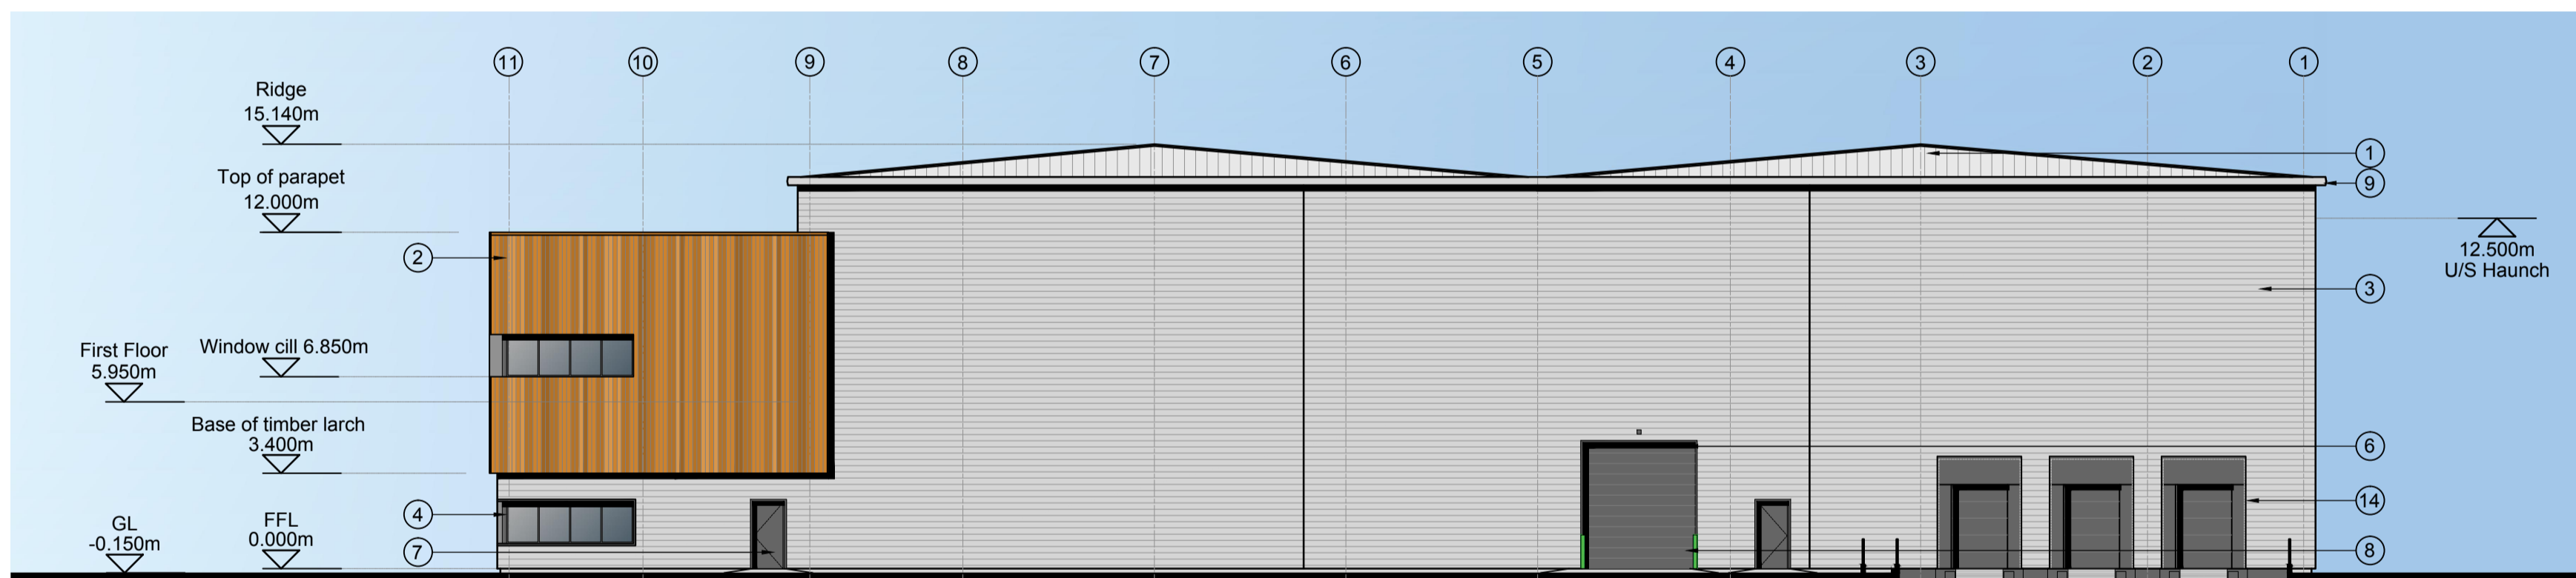 11 10 9 8 7 6 5 4 3 2 1
Ridge
15.140m
1
9
Top of parapet
12.000m
12.500m
U/S Haunch
2
3
First Floor
5.950m
Window cill 6.850m
Base of timber larch
3.400m
6
4
14
GL
-0.150m
FFL
0.000m
7
8